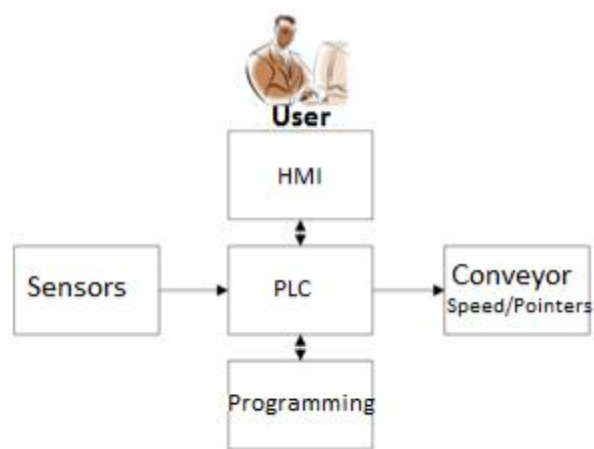 User
HMI
Sensors
PLC
Conveyor
Speed/Pointers
Programming